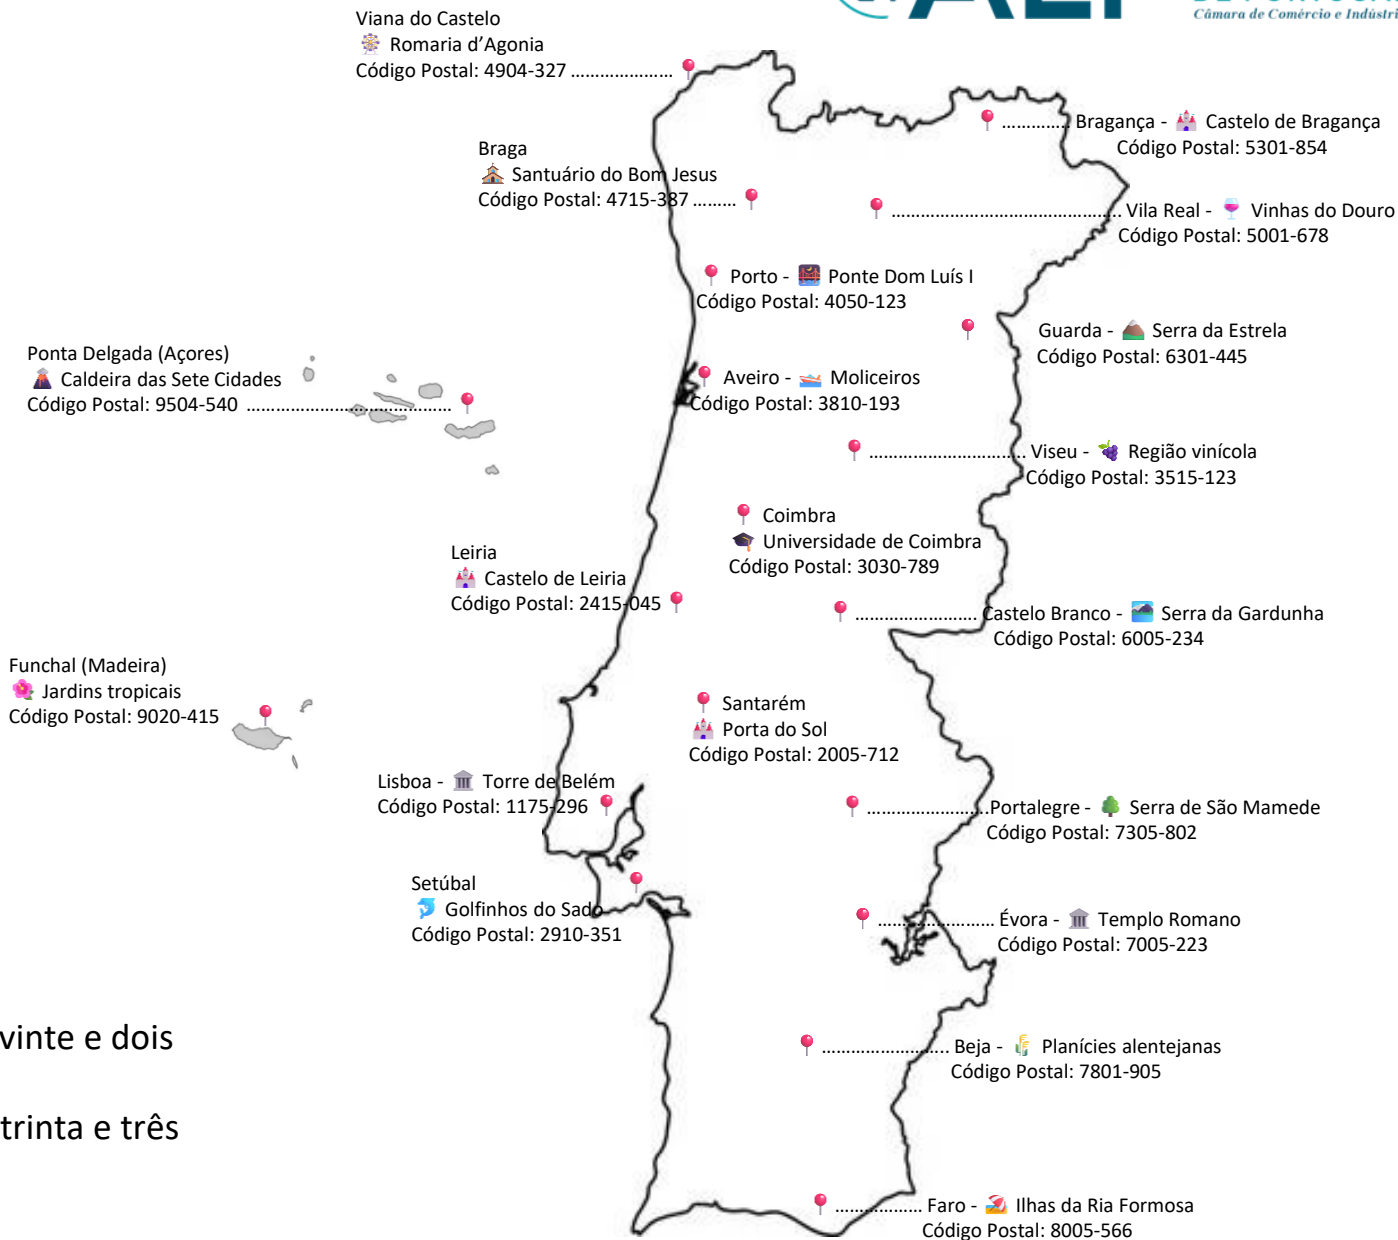 Câmara de Comércio e Indústri
Viana do Castelo
Romaria d’Agonia
Código Postal: 4904-327 ......................
.............. Bragança - Castelo de Bragança
Código Postal: 5301-854
Braga
Santuário do Bom Jesus
Código Postal: 4715-387 .........
............................................... Vila Real - Vinhas do Douro
Código Postal: 5001-678
Porto - Ponte Dom Luís I
Código Postal: 4050-123
Guarda - Serra da Estrela
Código Postal: 6301-445
Ponta Delgada (Açores)
Caldeira das Sete Cidades
Código Postal: 9504-540 ...........................................
Aveiro - Moliceiros
Código Postal: 3810-193
................................. Viseu - Região vinícola
Código Postal: 3515-123
Coimbra
Universidade de Coimbra
Código Postal: 3030-789
Leiria
Castelo de Leiria
Código Postal: 2415-045
......................... Castelo Branco - Serra da Gardunha
Código Postal: 6005-234
Funchal (Madeira)
Jardins tropicais
Código Postal: 9020-415
Santarém
Porta do Sol
Código Postal: 2005-712
Lisboa - Torre de Belém
Código Postal: 1175-296
.........................Portalegre - Serra de São Mamede
Código Postal: 7305-802
Setúbal
Golfinhos do Sado
Código Postal: 2910-351
........................ Évora - Templo Romano
Código Postal: 7005-223
vinte e dois
........................... Beja - Planícies alentejanas
Código Postal: 7801-905
trinta e três
.................. Faro - Ilhas da Ria Formosa
Código Postal: 8005-566